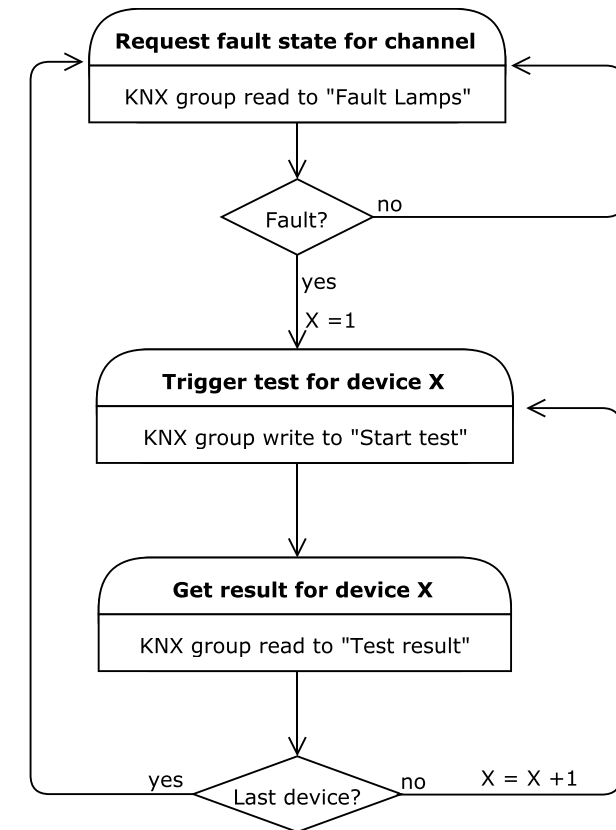 Request fault state for channel
KNX group read to "Fault Lamps"
Fault?
no
yes
X =1
Trigger test for device X
KNX group write to "Start test"
Get result for device X
KNX group read to "Test result"
yes
Last device?
no
X = X +1